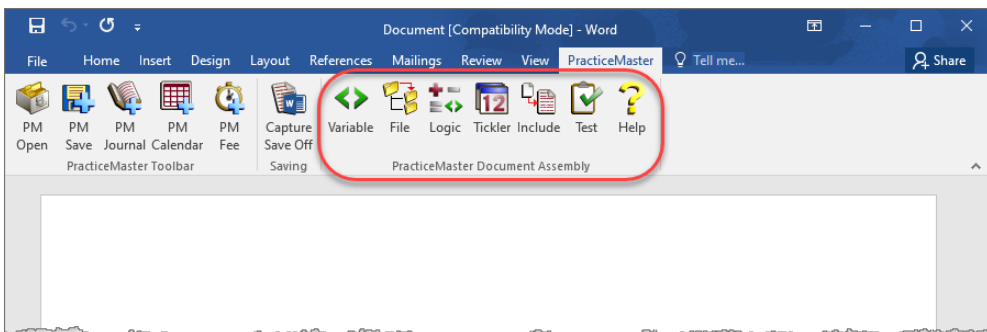 Document [Compatibility Mode] - Word
File Home Insert Design Layout References Mailings Review View PracticeMaster Tell me... Share
PM Open PM Save PM Journal PM Calendar PM Fee Capture Save Off Variable File Logic Tickler Include Test Help
12
PracticeMaster Toolbar Saving PracticeMaster Document Assembly